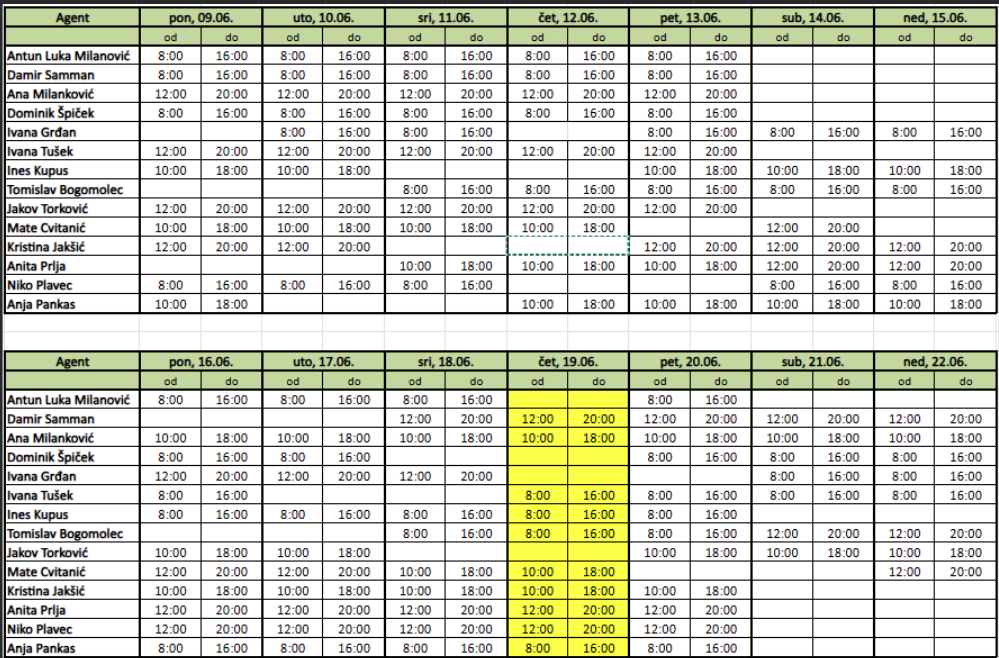 Agent pon, 09.06. uto, 10.06. sri, 11.06. čet, 12.06. pet, 13.06. sub, 14.06. ned, 15.06.
od do od do od do od do od do od do od do
Antun Luka Milanović 8:00 16:00 8:00 16:00 8:00 16:00 8:00 16:00 8:00 16:00
Damir Samman 8:00 16:00 8:00 16:00 8:00 16:00 8:00 16:00 8:00 16:00
Ana Milanković 12:00 20:00 12:00 20:00 12:00 20:00 12:00 20:00 12:00 20:00
Dominik Špiček 8:00 16:00 8:00 16:00 8:00 16:00 8:00 16:00 8:00 16:00
Ivana Grđan 8:00 16:00 8:00 16:00 8:00 16:00 8:00 16:00 8:00 16:00
Ivana Tušek 12:00 20:00 12:00 20:00 12:00 20:00 12:00 20:00 12:00 20:00
Ines Kupus 10:00 18:00 10:00 18:00 10:00 18:00 10:00 18:00 10:00 18:00
Tomislav Bogomolec 8:00 16:00 8:00 16:00 8:00 16:00 8:00 16:00 8:00 16:00
Jakov Torković 12:00 20:00 12:00 20:00 12:00 20:00 12:00 20:00 12:00 20:00
Mate Cvitanić 10:00 18:00 10:00 18:00 10:00 18:00 10:00 18:00 12:00 20:00
Kristina Jakšić 12:00 20:00 12:00 20:00 12:00 20:00 12:00 20:00 12:00 20:00
Anita Prlja 10:00 18:00 10:00 18:00 10:00 18:00 12:00 20:00 12:00 20:00
Niko Plavec 8:00 16:00 8:00 16:00 8:00 16:00 8:00 16:00 8:00 16:00
Anja Pankas 10:00 18:00 10:00 18:00 10:00 18:00 10:00 18:00 10:00 18:00
Agent pon, 16.06. uto, 17.06. sri, 18.06. čet, 19.06. pet, 20.06. sub, 21.06. ned, 22.06.
od do od do od do od do od do od do od do
Antun Luka Milanović 8:00 16:00 8:00 16:00 8:00 16:00 8:00 16:00
Damir Samman 12:00 20:00 12:00 20:00 12:00 20:00 12:00 20:00 12:00 20:00
Ana Milanković 10:00 18:00 10:00 18:00 10:00 18:00 10:00 18:00 10:00 18:00 10:00 18:00 10:00 18:00
Dominik Špiček 8:00 16:00 8:00 16:00 8:00 16:00 8:00 16:00 8:00 16:00
Ivana Grđan 12:00 20:00 12:00 20:00 12:00 20:00 8:00 16:00 8:00 16:00
Ivana Tušek 8:00 16:00 8:00 16:00 8:00 16:00 8:00 16:00 8:00 16:00
Ines Kupus 8:00 16:00 8:00 16:00 8:00 16:00 8:00 16:00 8:00 16:00
Tomislav Bogomolec 8:00 16:00 8:00 16:00 8:00 16:00 12:00 20:00 12:00 20:00
Jakov Torković 10:00 18:00 10:00 18:00 10:00 18:00 10:00 18:00 10:00 18:00
Mate Cvitanić 12:00 20:00 12:00 20:00 10:00 18:00 10:00 18:00 12:00 20:00
Kristina Jakšić 10:00 18:00 10:00 18:00 10:00 18:00 10:00 18:00 10:00 18:00
Anita Prlja 12:00 20:00 12:00 20:00 12:00 20:00 12:00 20:00 12:00 20:00
Niko Plavec 12:00 20:00 12:00 20:00 12:00 20:00 12:00 20:00 12:00 20:00
Anja Pankas 8:00 16:00 8:00 16:00 8:00 16:00 8:00 16:00 8:00 16:00